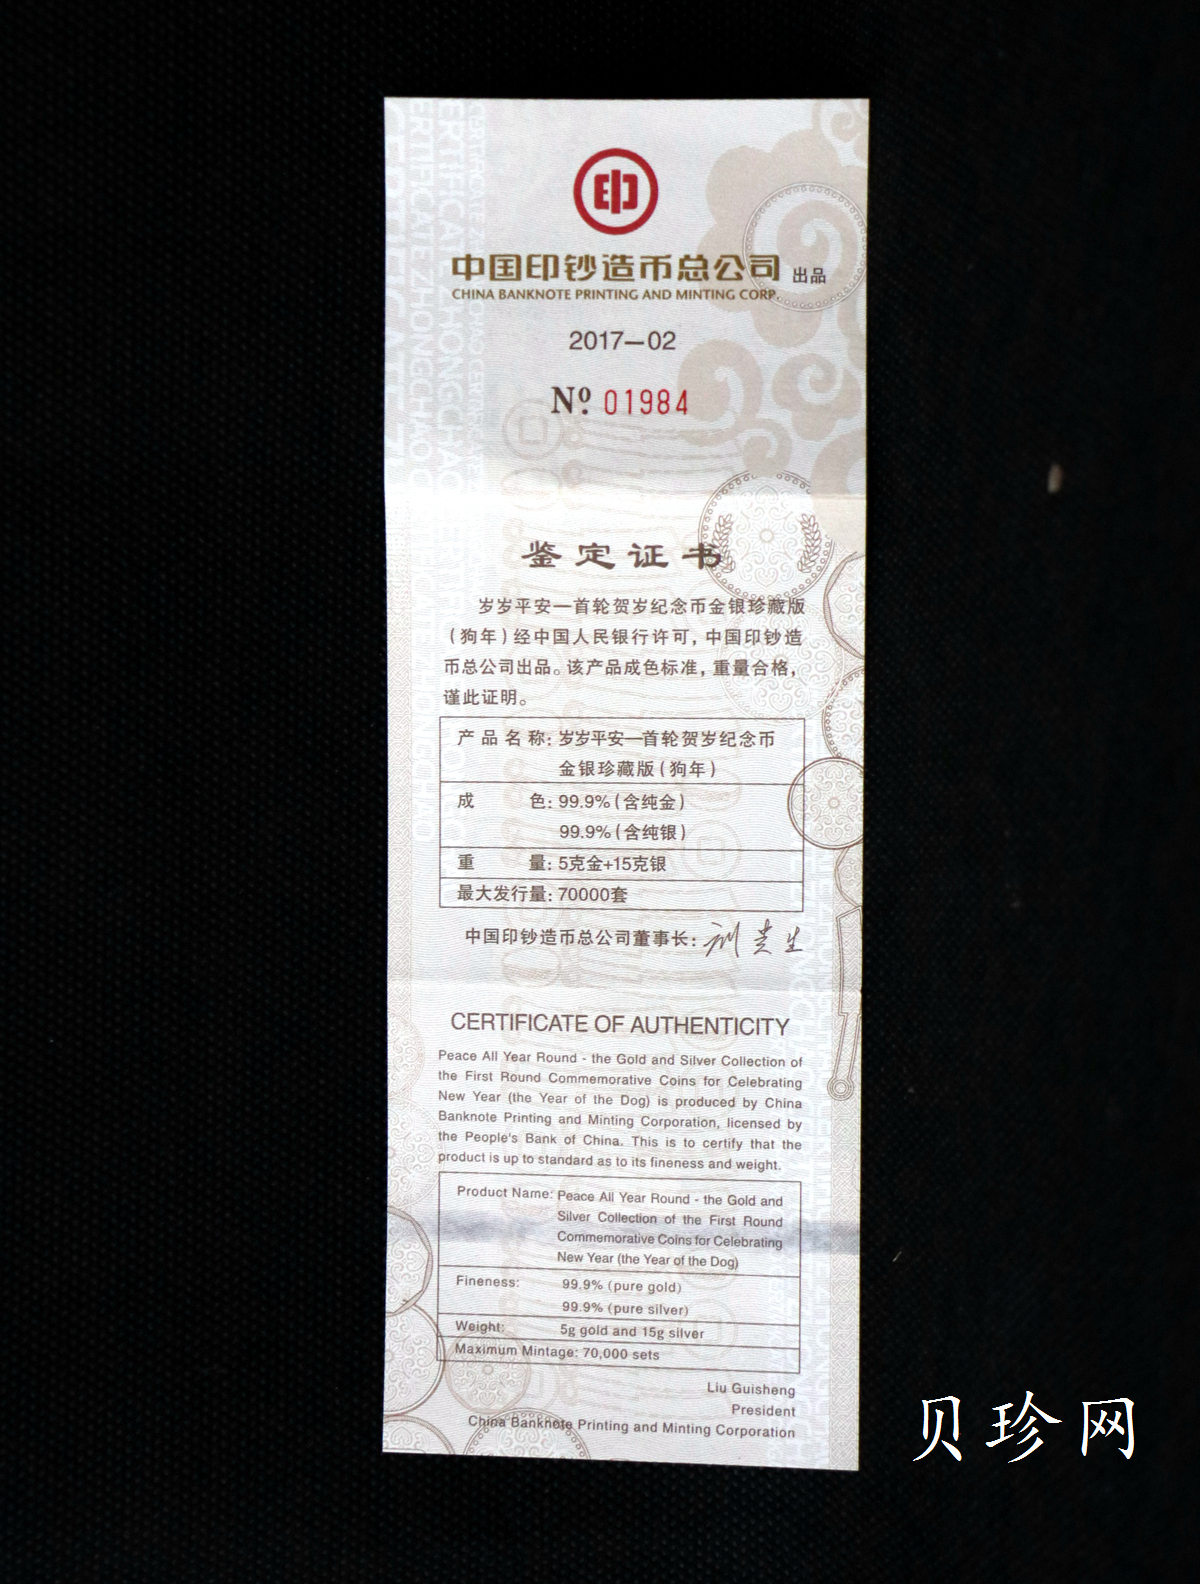 中国印钞造币总公司 出品
CHINA BANKNOTE PRINTING AND MINTING CORP.
2017—02
Nº 01984
鉴定证书
岁岁平安—首轮贺岁纪念币金银珍藏版
(狗年)经中国人民银行许可,中国印钞造
币总公司出品。该产品成色标准,重量合格,
谨此证明。
产品名称: 岁岁平安—首轮贺岁纪念币
金银珍藏版(狗年)
成 色: 99.9%(含纯金)
99.9%(含纯银)
重 量: 5克金+15克银
最大发行量: 70000套
中国印钞造币总公司董事长:
CERTIFICATE OF AUTHENTICITY
Peace All Year Round - the Gold and Silver Collection of
the First Round Commemorative Coins for Celebrating
New Year (the Year of the Dog) is produced by China
Banknote Printing and Minting Corporation, licensed by
the People's Bank of China. This is to certify that the
product is up to standard as to its fineness and weight.
Product Name: Peace All Year Round - the Gold and
Silver Collection of the First Round
Commemorative Coins for Celebrating
New Year (the Year of the Dog)
Fineness: 99.9% (pure gold)
99.9% (pure silver)
Weight: 5g gold and 15g silver
Maximum Mintage: 70,000 sets
Liu Guisheng
President
China Banknote Printing and Minting Corporation
贝珍网